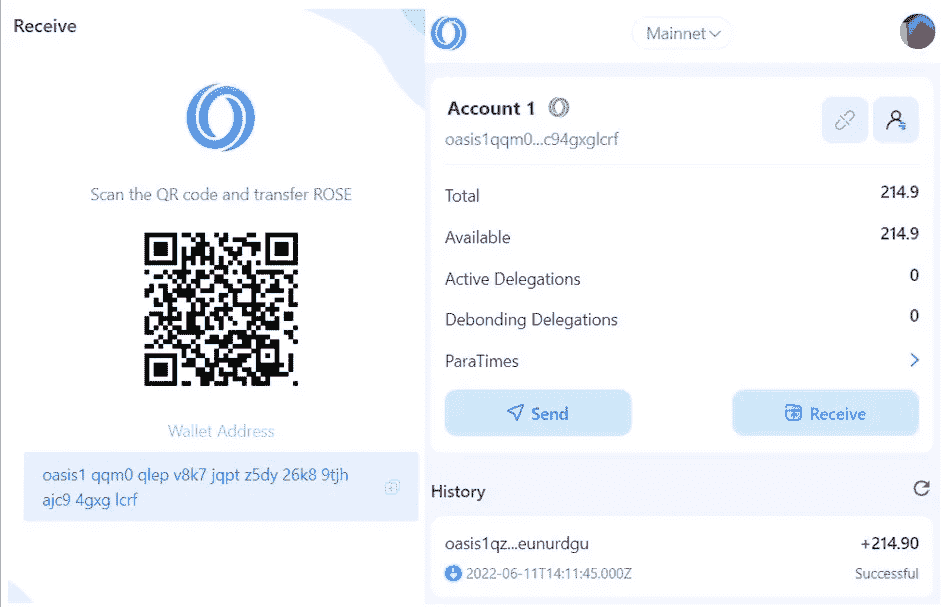 Receive
Scan the QR code and transfer ROSE
Wallet Address
oasis1 qqm0 qlep v8k7 jqpt z5dy 26k8 9tjh
ajc9 4gxg lcrf
Mainnet
Account 1
oasis1qqm0...c94gxglcrf
Total 214.9
Available 214.9
Active Delegations 0
Debonding Delegations 0
ParaTimes
Send Receive
History
oasis1qz...eunurdgu +214.90
2022-06-11T14:11:45.000Z Successful